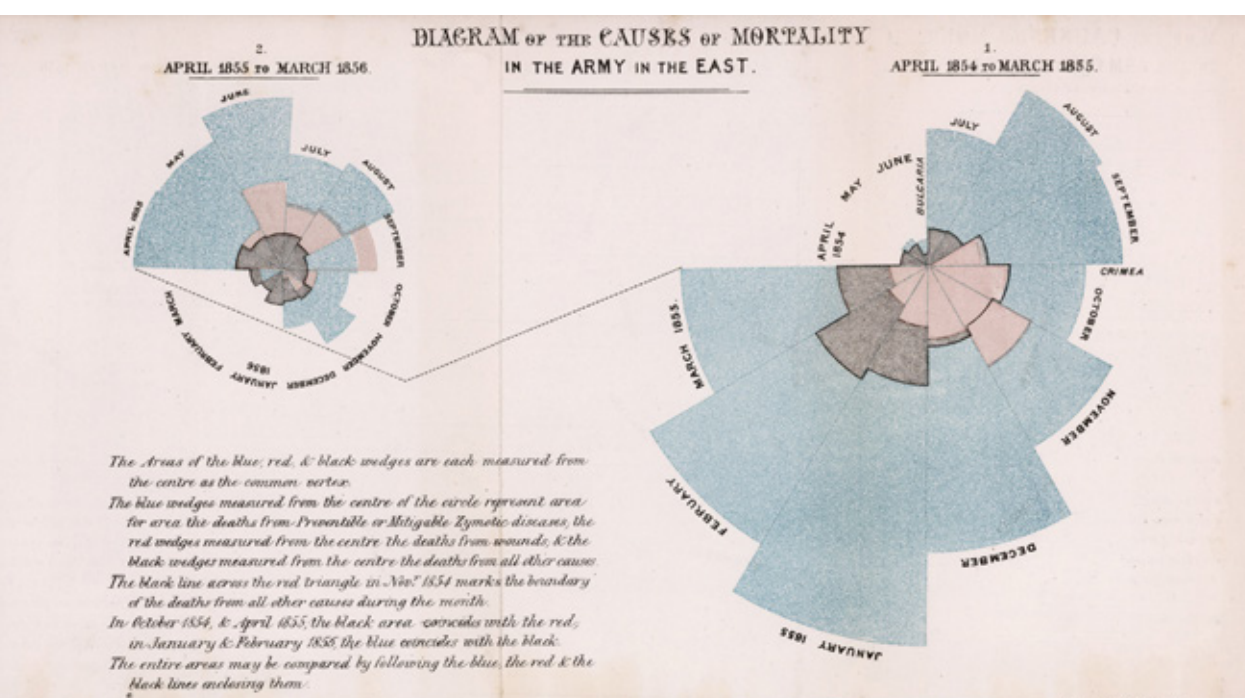 DIAGRAM OF THE CAUSES OF MORTALITY
IN THE ARMY IN THE EAST.
2.
APRIL 1855 TO MARCH 1856.
JUNE
JULY
MAY
AUGUST
APRIL 1855
SEPTEMBER
OCTOBER
NOVEMBER
DECEMBER
JANUARY
1856
FEBRUARY
MARCH
1.
APRIL 1854 TO MARCH 1855.
JULY
AUGUST
JUNE
MAY
BULGARIA
SEPTEMBER
APRIL
1854
CRIMEA
OCTOBER
NOVEMBER
DECEMBER
JANUARY 1855
FEBRUARY
MARCH 1855.
The Areas of the blue, red, & black wedges are each measured from
the centre as the common vertex.
The blue wedges measured from the centre of the circle represent area
for area the deaths from Preventible or Mitigable Zymotic diseases, the
red wedges measured from the centre the deaths from wounds, & the
black wedges measured from the centre the deaths from all other causes.
The black line across the red triangle in Novr. 1854 marks the boundary
of the deaths from all other causes during the month.
In October 1854, & April 1855, the black area coincides with the red,
in January & February 1856, the blue coincides with the black.
The entire areas may be compared by following the blue, the red & the
black lines enclosing them.